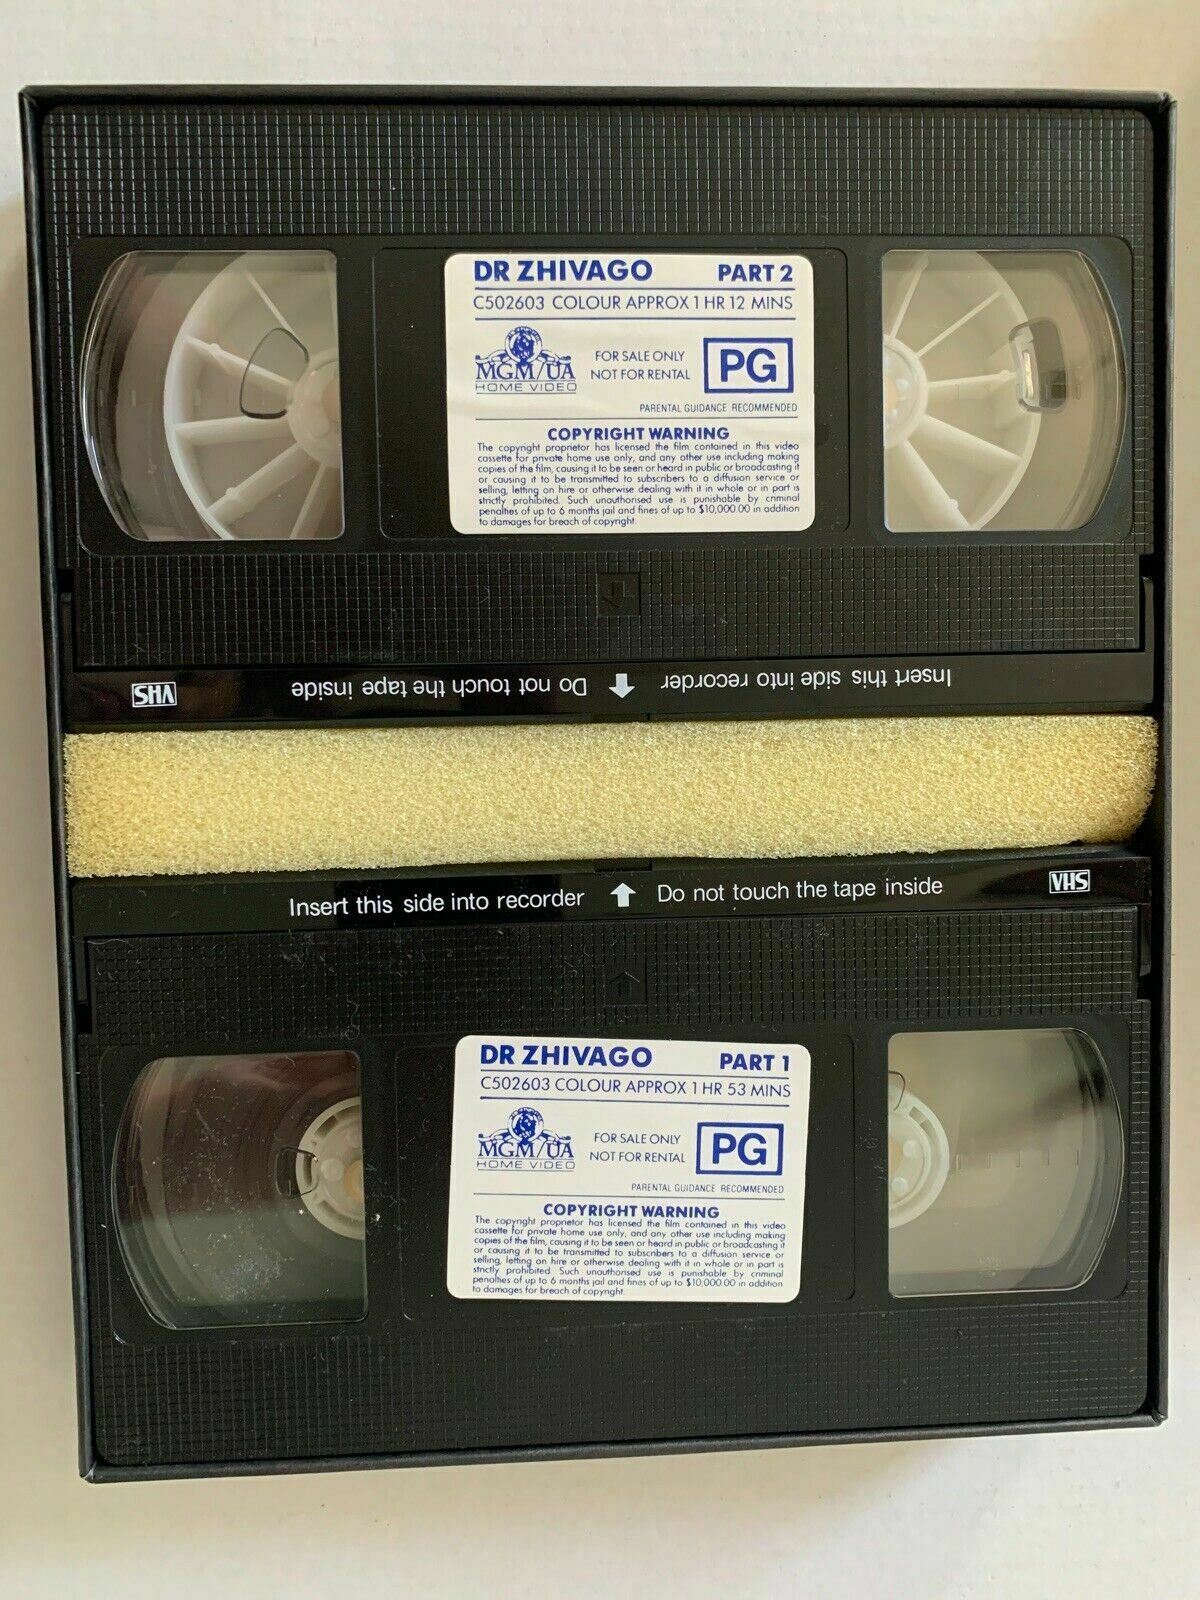 DR ZHIVAGO PART 2
C502603 COLOUR APPROX 1 HR 12 MINS
MGM/UA
HOME VIDEO
FOR SALE ONLY
NOT FOR RENTAL
PG
PARENTAL GUIDANCE RECOMMENDED
COPYRIGHT WARNING
The copyright proprietor has licensed the film contained in this video
cassette for private home use only, and any other use including making
copies of the film, causing it to be seen or heard in public or broadcasting it
or causing it to be transmitted to subscribers to a diffusion service or
selling, letting on hire or otherwise dealing with it in whole or in part is
strictly prohibited. Such unauthorised use is punishable by criminal
penalties of up to 6 months jail and fines of up to $10,000.00 in addition
to damages for breach of copyright.
Insert this side into recorder Do not touch the tape inside VHS
Insert this side into recorder Do not touch the tape inside VHS
DR ZHIVAGO PART 1
C502603 COLOUR APPROX 1 HR 53 MINS
MGM/UA
HOME VIDEO
FOR SALE ONLY
NOT FOR RENTAL
PG
PARENTAL GUIDANCE RECOMMENDED
COPYRIGHT WARNING
The copyright proprietor has licensed the film contained in this video
cassette for private home use only, and any other use including making
copies of the film, causing it to be seen or heard in public or broadcasting it
or causing it to be transmitted to subscribers to a diffusion service or
selling, letting on hire or otherwise dealing with it in whole or in part is
strictly prohibited. Such unauthorised use is punishable by criminal
penalties of up to 6 months jail and fines of up to $10,000.00 in addition
to damages for breach of copyright.